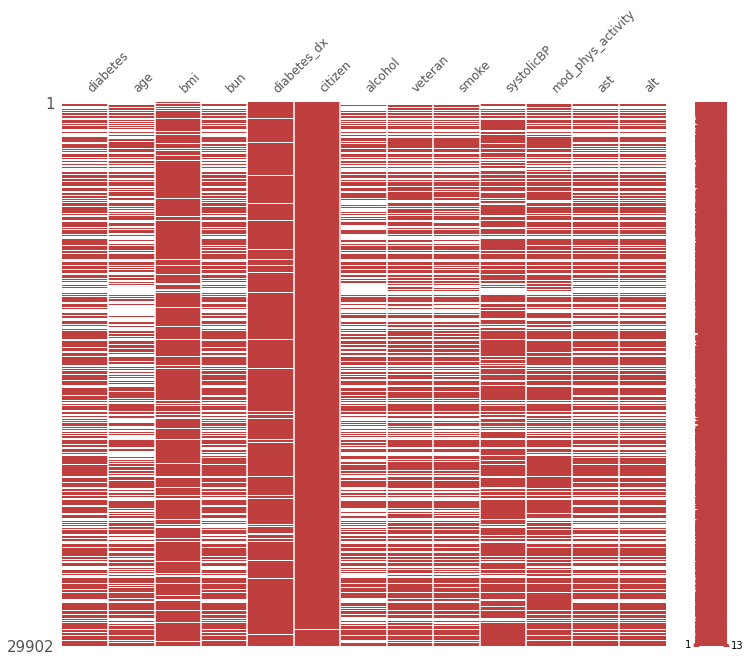 diabetes
age
bmi
bun
diabetes_dx
citizen
alcohol
veteran
smoke
systolicBP
mod_phys_activity
ast
alt
1
29902
1
13